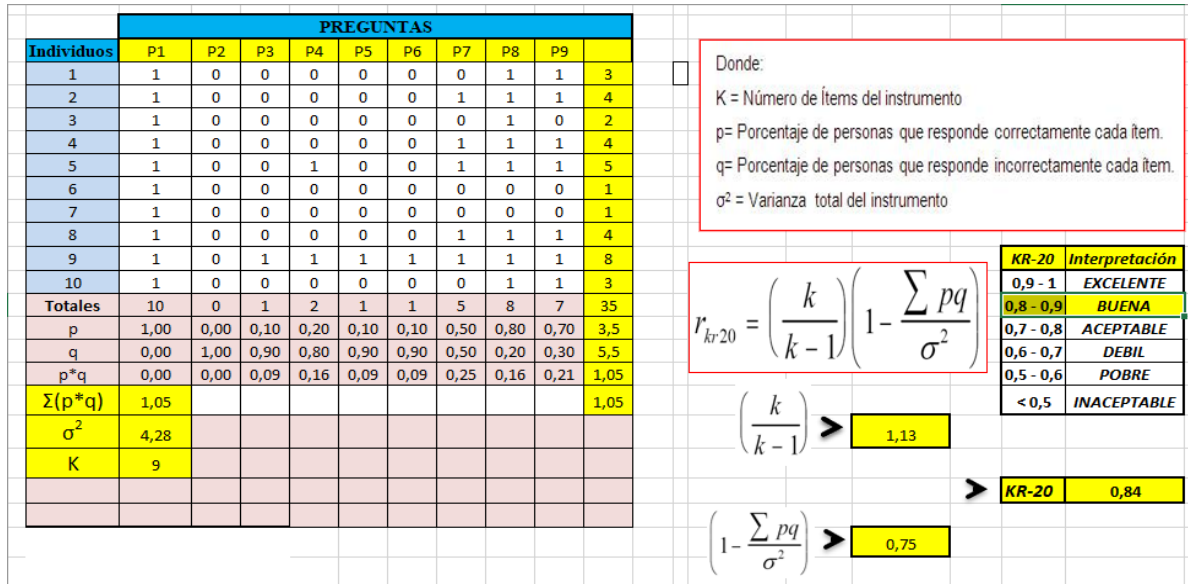 PREGUNTAS
Individuos P1 P2 P3 P4 P5 P6 P7 P8 P9
1 1 0 0 0 0 0 0 1 1 3
2 1 0 0 0 0 0 1 1 1 4
3 1 0 0 0 0 0 0 1 0 2
4 1 0 0 0 0 0 1 1 1 4
5 1 0 0 1 0 0 1 1 1 5
6 1 0 0 0 0 0 0 0 0 1
7 1 0 0 0 0 0 0 0 0 1
8 1 0 0 0 0 0 1 1 1 4
9 1 0 1 1 1 1 1 1 1 8
10 1 0 0 0 0 0 0 1 1 3
Totales 10 0 1 2 1 1 5 8 7 35
p 1,00 0,00 0,10 0,20 0,10 0,10 0,50 0,80 0,70 3,5
q 0,00 1,00 0,90 0,80 0,90 0,90 0,50 0,20 0,30 5,5
p*q 0,00 0,00 0,09 0,16 0,09 0,09 0,25 0,16 0,21 1,05
Σ(p*q) 1,05 1,05
σ² 4,28
K 9
Donde:
K = Número de Ítems del instrumento
p= Porcentaje de personas que responde correctamente cada ítem.
q= Porcentaje de personas que responde incorrectamente cada ítem.
σ² = Varianza total del instrumento
r_kr20 = (k / (k − 1)) (1 − Σ pq / σ²)
(k / (k − 1)) > 1,13
(1 − Σ pq / σ²) > 0,75
KR-20 Interpretación
0,9 - 1 EXCELENTE
0,8 - 0,9 BUENA
0,7 - 0,8 ACEPTABLE
0,6 - 0,7 DEBIL
0,5 - 0,6 POBRE
< 0,5 INACEPTABLE
> KR-20 0,84